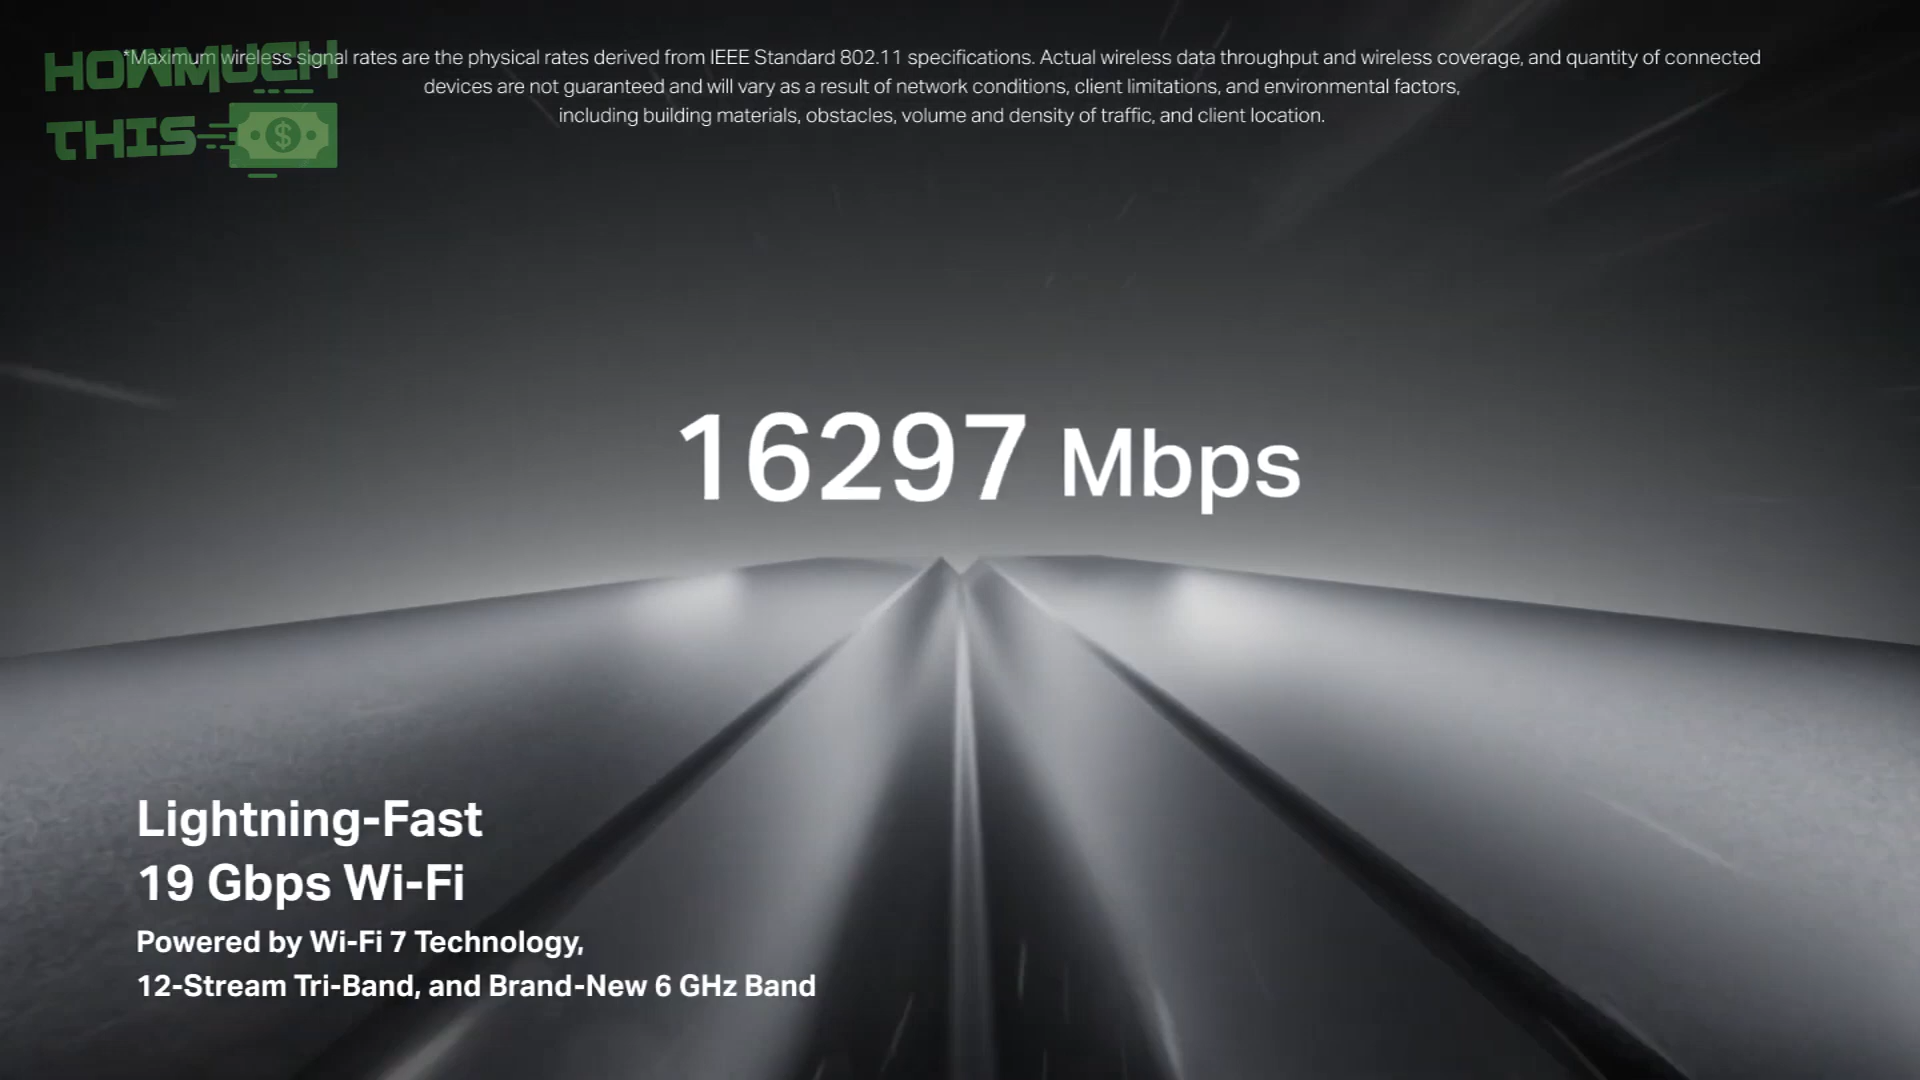 *Maximum wireless signal rates are the physical rates derived from IEEE Standard 802.11 specifications. Actual wireless data throughput and wireless coverage, and quantity of connected
devices are not guaranteed and will vary as a result of network conditions, client limitations, and environmental factors,
including building materials, obstacles, volume and density of traffic, and client location.
HOWMUCH
THIS
$
16297 Mbps
Lightning-Fast
19 Gbps Wi-Fi
Powered by Wi-Fi 7 Technology,
12-Stream Tri-Band, and Brand-New 6 GHz Band